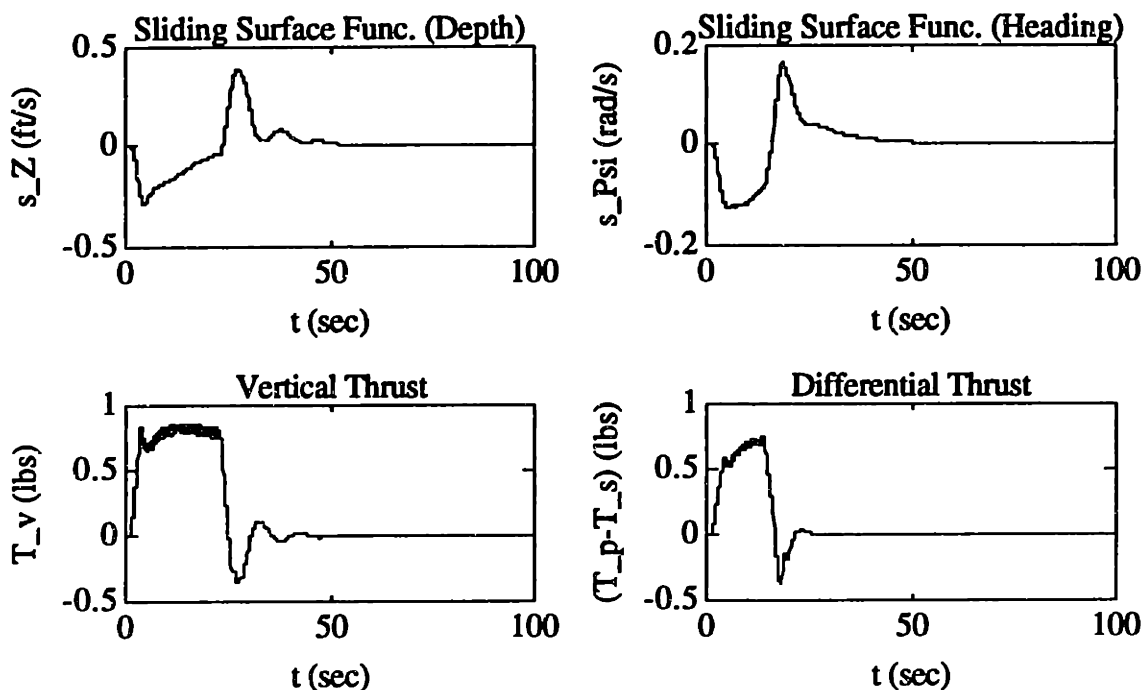 Sliding Surface Func. (Depth)
0.5
0
-0.5
s_Z (ft/s)
0 50 100
t (sec)
Sliding Surface Func. (Heading)
0.2
0
-0.2
s_Psi (rad/s)
0 50 100
t (sec)
Vertical Thrust
1
0.5
0
-0.5
T_v (lbs)
0 50 100
t (sec)
Differential Thrust
1
0.5
0
-0.5
(T_p-T_s) (lbs)
0 50 100
t (sec)